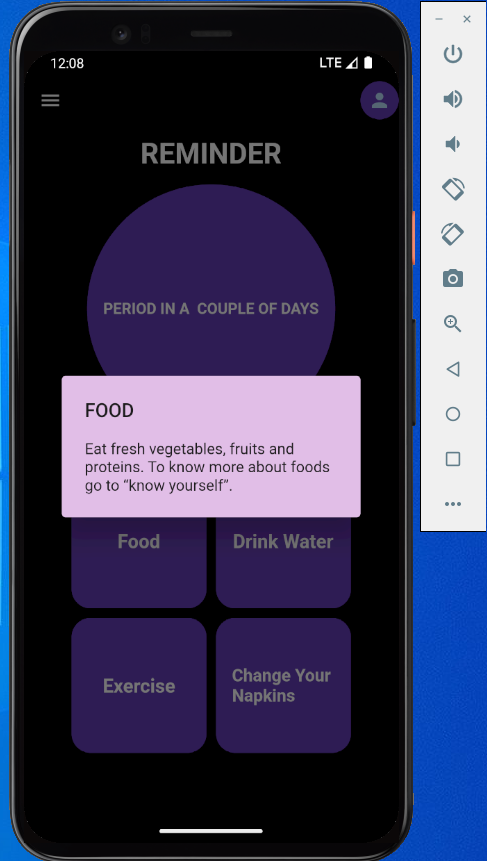 12:08
LTE
REMINDER
PERIOD IN A  COUPLE OF DAYS
FOOD
Eat fresh vegetables, fruits and
proteins. To know more about foods
go to “know yourself”.
Food
Drink Water
Exercise
Change Your
Napkins